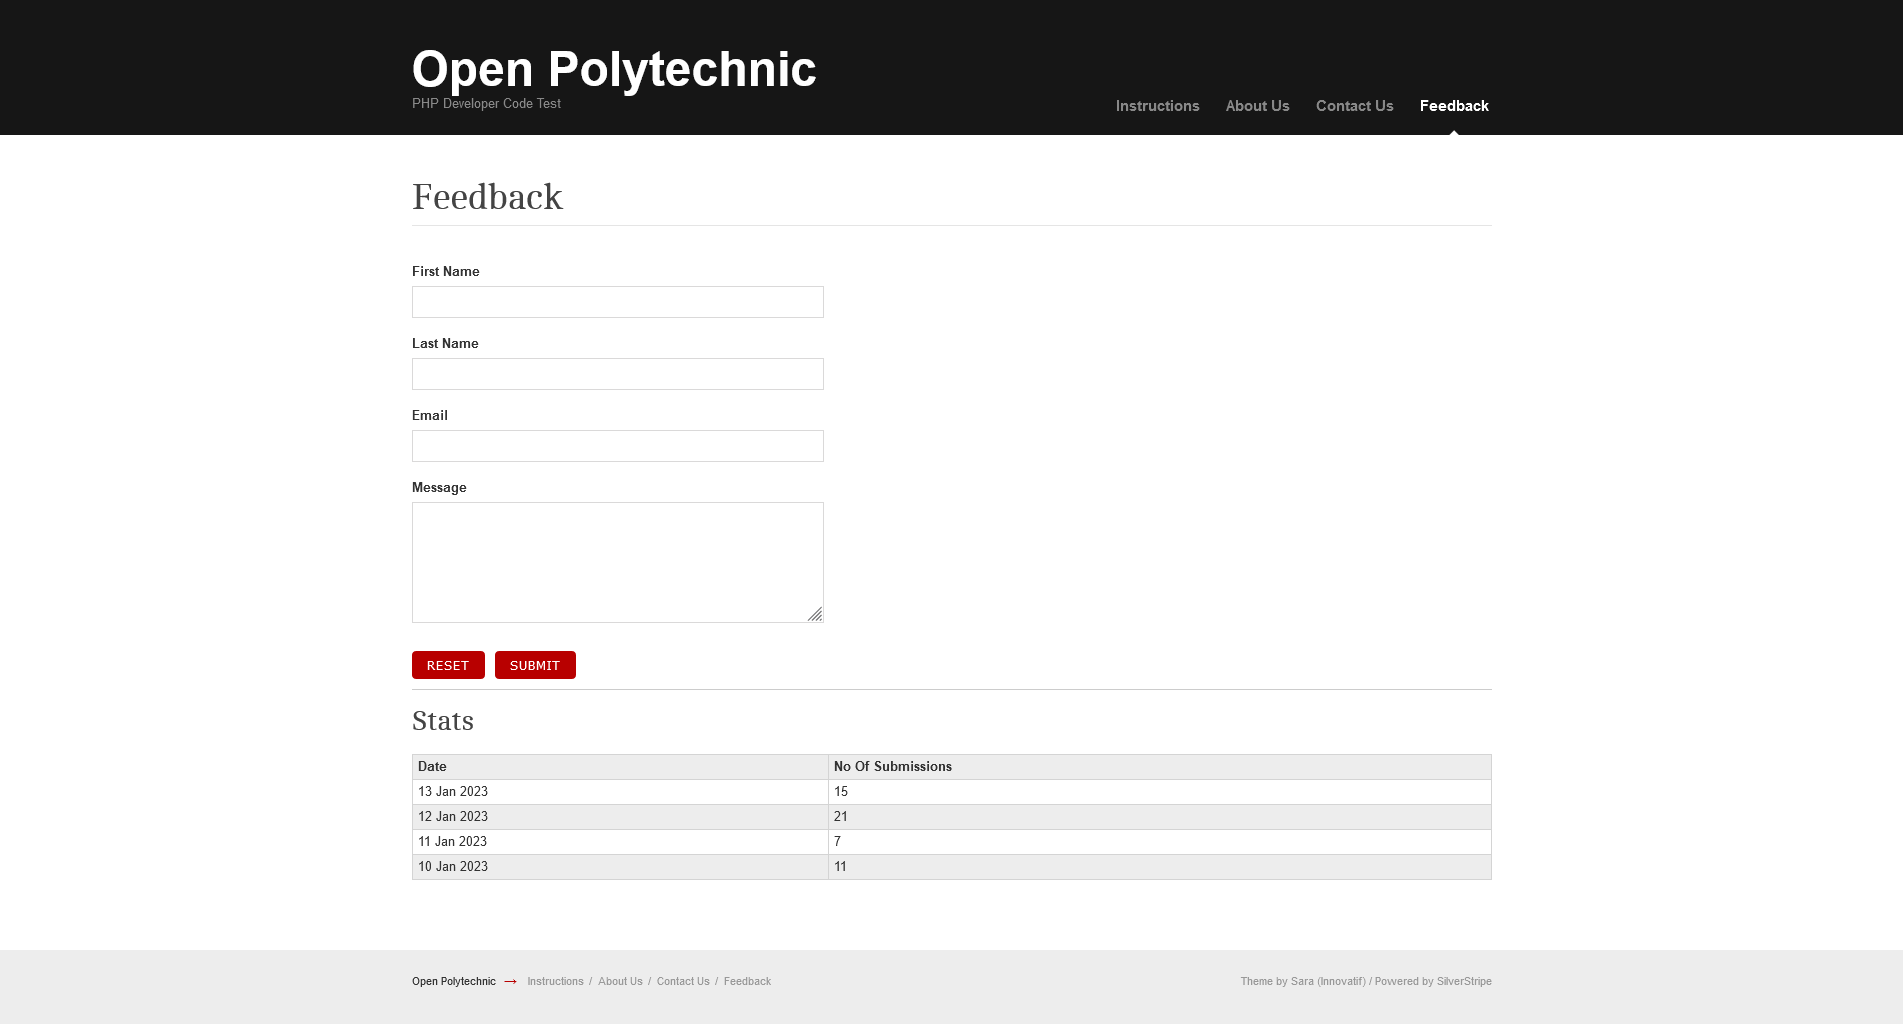 Open Polytechnic
PHP Developer Code Test
Instructions About Us Contact Us Feedback
Feedback
First Name
Last Name
Email
Message
RESET SUBMIT
Stats
Date No Of Submissions
13 Jan 2023 15
12 Jan 2023 21
11 Jan 2023 7
10 Jan 2023 11
Open Polytechnic → Instructions / About Us / Contact Us / Feedback
Theme by Sara (Innovatif) / Powered by SilverStripe